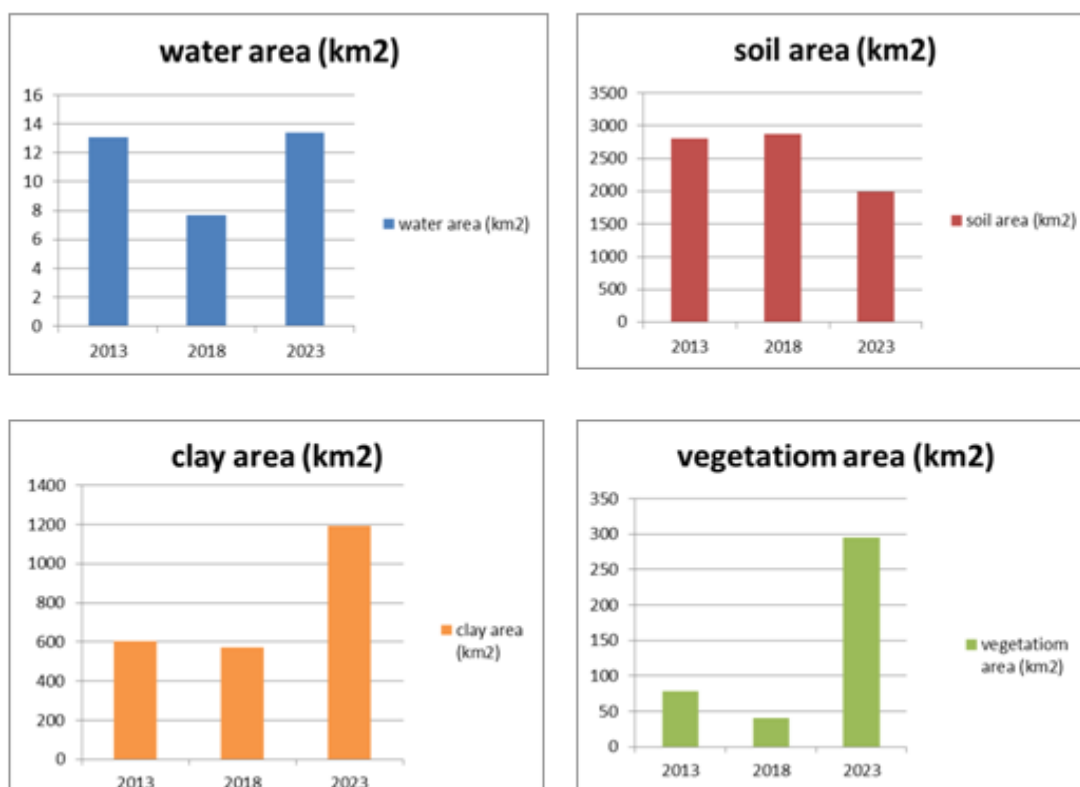 water area (km2)
16
14
12
10
8
6
4
2
0
2013 2018 2023
water area (km2)
soil area (km2)
3500
3000
2500
2000
1500
1000
500
0
2013 2018 2023
soil area (km2)
clay area (km2)
1400
1200
1000
800
600
400
200
0
2013 2018 2023
clay area
(km2)
vegetatiom area (km2)
350
300
250
200
150
100
50
0
2013 2018 2023
vegetatiom
area (km2)